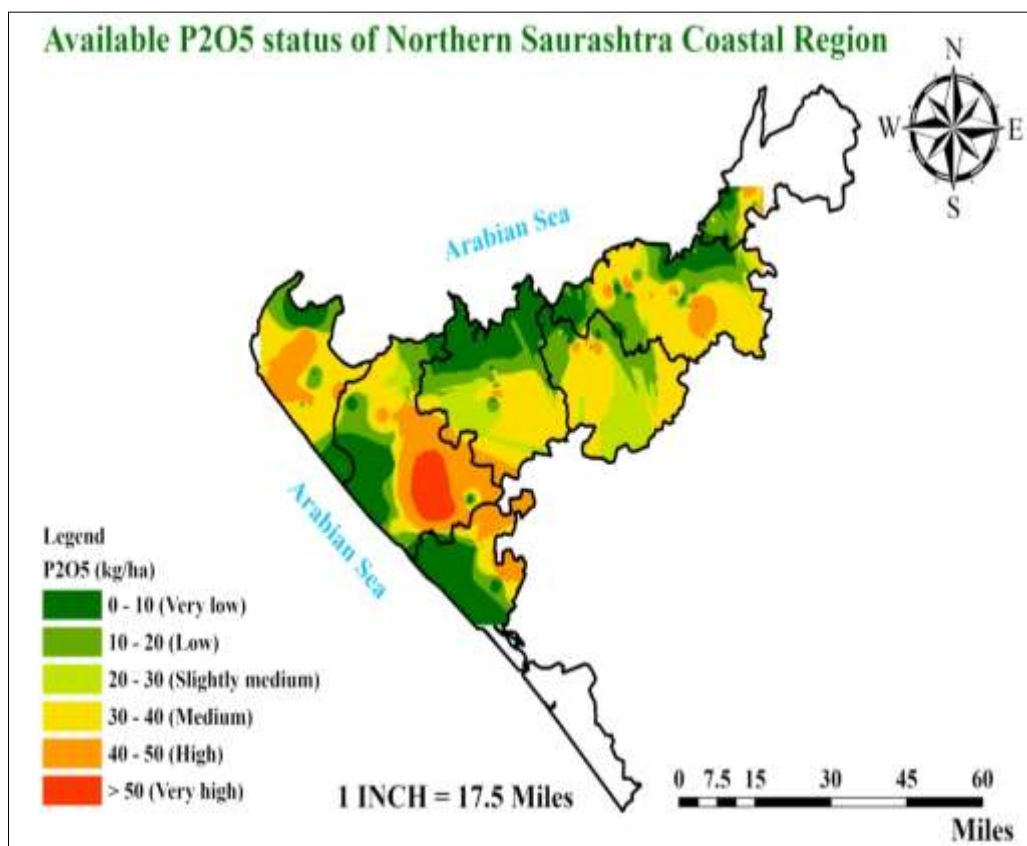 Available P2O5 status of Northern Saurashtra Coastal Region
N
W
E
S
Arabian Sea
Arabian Sea
Legend
P2O5 (kg/ha)
0 - 10 (Very low)
10 - 20 (Low)
20 - 30 (Slightly medium)
30 - 40 (Medium)
40 - 50 (High)
> 50 (Very high)
1 INCH = 17.5 Miles
0 7.5 15 30 45 60
Miles